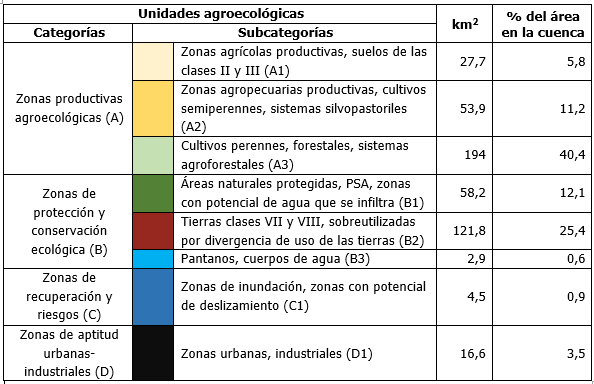 Unidades agroecológicas
km2
% del área
en la cuenca
Categorías
Subcategorías
Zonas productivas
agroecológicas (A)
Zonas agrícolas productivas, suelos de las
clases II y III (A1)
27,7
5,8
Zonas agropecuarias productivas, cultivos
semiperennes, sistemas silvopastoriles
(A2)
53,9
11,2
Cultivos perennes, forestales, sistemas
agroforestales (A3)
194
40,4
Zonas de
protección y
conservación
ecológica (B)
Áreas naturales protegidas, PSA, zonas
con potencial de agua que se infiltra (B1)
58,2
12,1
Tierras clases VII y VIII, sobreutilizadas
por divergencia de uso de las tierras (B2)
121,8
25,4
Pantanos, cuerpos de agua (B3)
2,9
0,6
Zonas de
recuperación y
riesgos (C)
Zonas de inundación, zonas con potencial
de deslizamiento (C1)
4,5
0,9
Zonas de aptitud
urbanas-
industriales (D)
Zonas urbanas, industriales (D1)
16,6
3,5